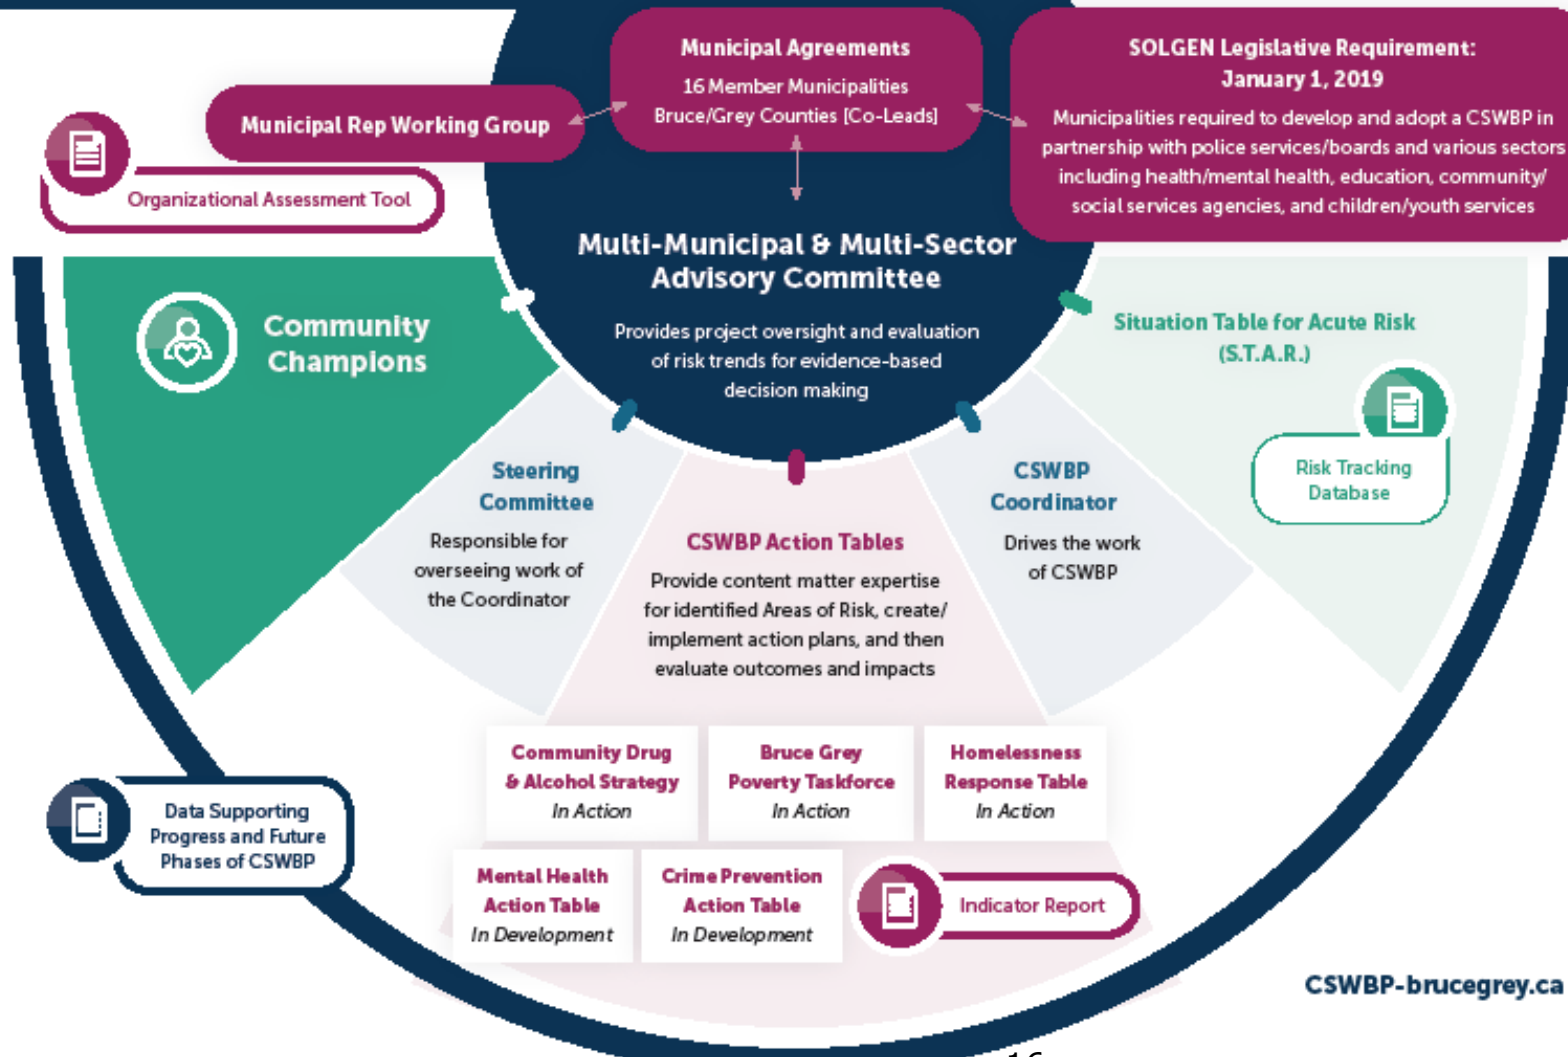 Municipal Agreements
16 Member Municipalities
Bruce/Grey Counties [Co-Leads]
SOLGEN Legislative Requirement:
January 1, 2019
Municipalities required to develop and adopt a CSWBP in
partnership with police services/boards and various sectors
including health/mental health, education, community/
social services agencies, and children/youth services
Municipal Rep Working Group
Organizational Assessment Tool
Multi-Municipal & Multi-Sector
Advisory Committee
Provides project oversight and evaluation
of risk trends for evidence-based
decision making
Community
Champions
Situation Table for Acute Risk
(S.T.A.R.)
Risk Tracking
Database
Steering
Committee
Responsible for
overseeing work of
the Coordinator
CSWBP Action Tables
Provide content matter expertise
for identified Areas of Risk, create/
implement action plans, and then
evaluate outcomes and impacts
CSWBP
Coordinator
Drives the work
of CSWBP
Community Drug
& Alcohol Strategy
In Action
Bruce Grey
Poverty Taskforce
In Action
Homelessness
Response Table
In Action
Data Supporting
Progress and Future
Phases of CSWBP
Mental Health
Action Table
In Development
Crime Prevention
Action Table
In Development
Indicator Report
CSWBP-brucegrey.ca